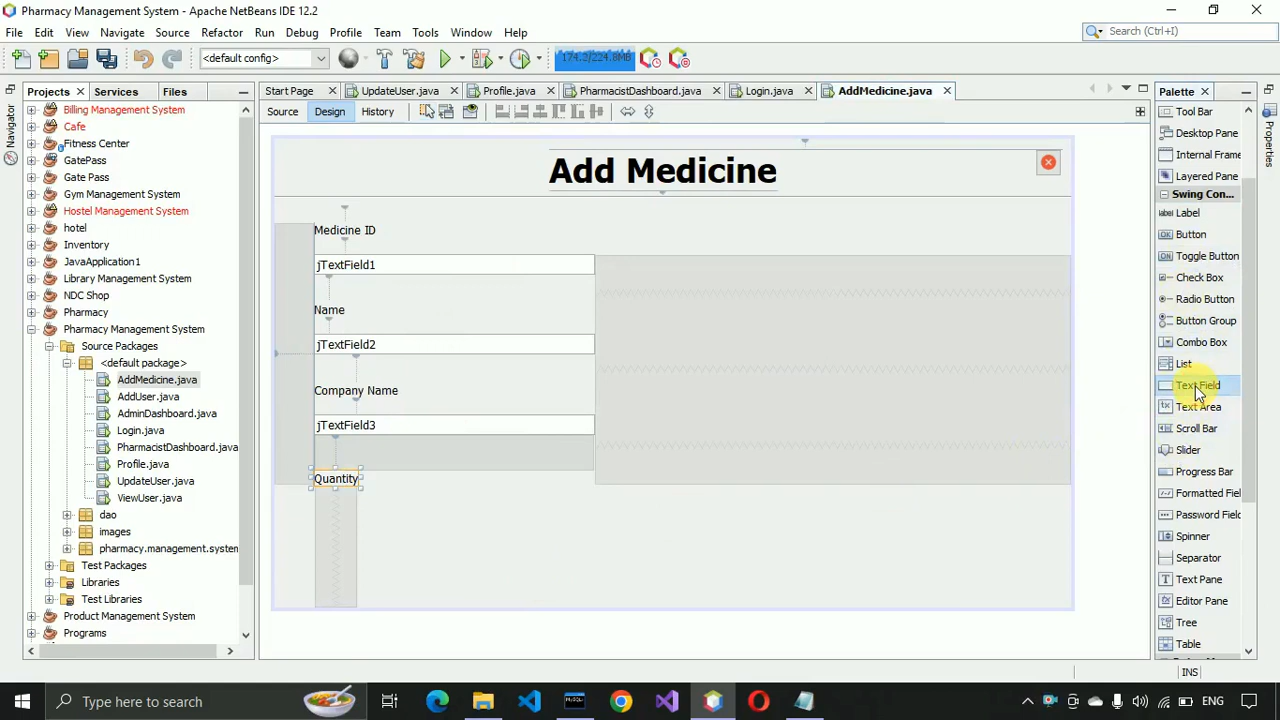 Pharmacy Management System - Apache NetBeans IDE 12.2
File Edit View Navigate Source Refactor Run Debug Profile Team Tools Window Help
Search (Ctrl+I)
<default config>
174.2/224.8MB
Projects
Services
Files
Start Page
UpdateUser.java
Profile.java
PharmacistDashboard.java
Login.java
AddMedicine.java
Palette
Source
Design
History
Navigator
Properties
Billing Management System
Cafe
Fitness Center
GatePass
Gate Pass
Gym Management System
Hostel Management System
hotel
Inventory
JavaApplication1
Library Management System
NDC Shop
Pharmacy
Pharmacy Management System
Source Packages
<default package>
AddMedicine.java
AddUser.java
AdminDashboard.java
Login.java
PharmacistDashboard.java
Profile.java
UpdateUser.java
ViewUser.java
dao
images
pharmacy.management.system
Test Packages
Libraries
Test Libraries
Product Management System
Programs
Add Medicine
Medicine ID
jTextField1
Name
jTextField2
Company Name
jTextField3
Quantity
Tool Bar
Desktop Pane
Internal Frame
Layered Pane
Swing Con...
Label
Button
Toggle Button
Check Box
Radio Button
Button Group
Combo Box
List
Text Field
Text Area
Scroll Bar
Slider
Progress Bar
Formatted Fiel
Password Field
Spinner
Separator
Text Pane
Editor Pane
Tree
Table
INS
Type here to search
ENG